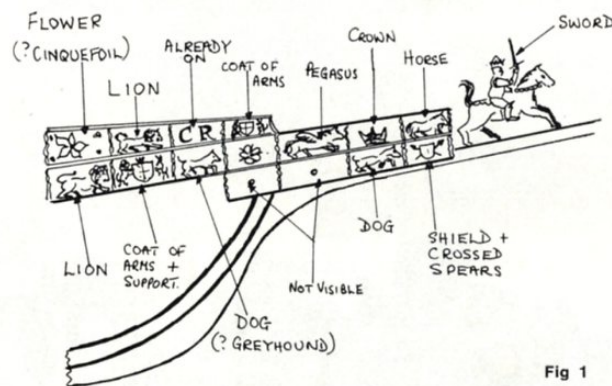 FLOWER
(?CINQUEFOIL)
LION
ALREADY
ON
COAT OF
ARMS
PEGASUS
CROWN
HORSE
SWORD
CR
LION
COAT OF
ARMS +
SUPPORT.
DOG
(?GREYHOUND)
NOT VISIBLE
DOG
SHIELD +
CROSSED
SPEARS
Fig 1